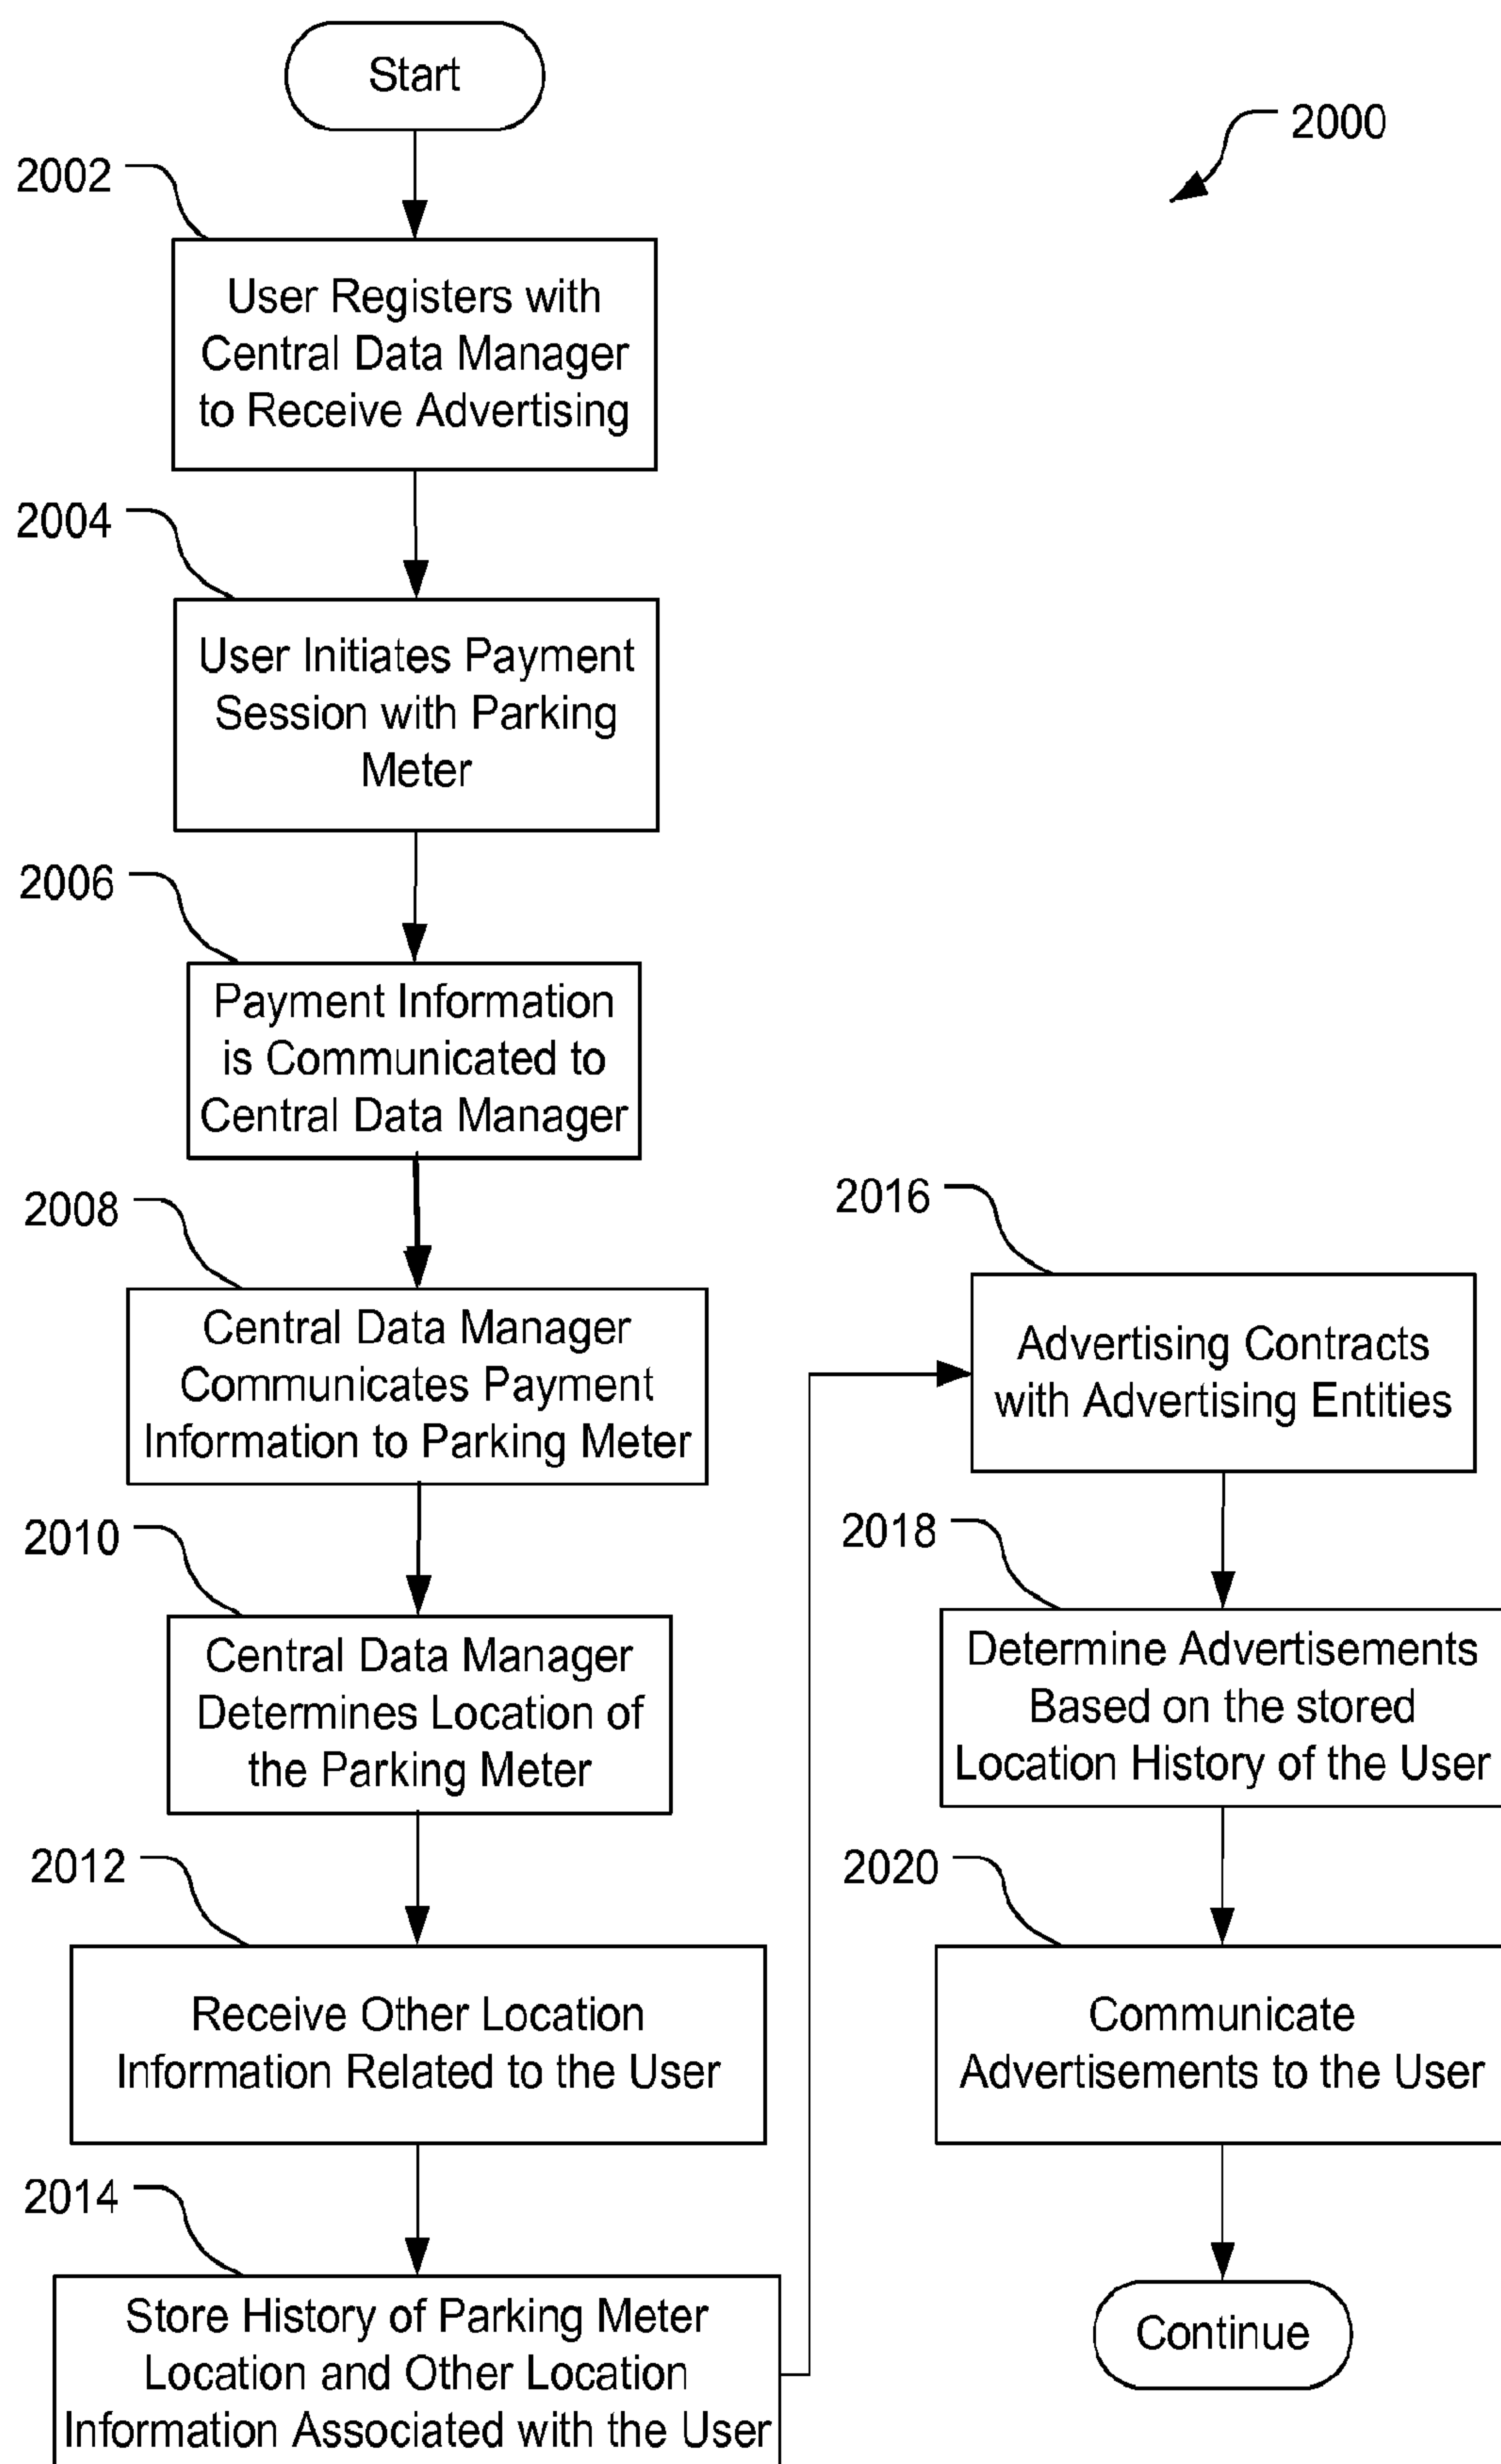 Start
2000
2002
User Registers with
Central Data Manager
to Receive Advertising
2004
User Initiates Payment
Session with Parking
Meter
2006
Payment Information
is Communicated to
Central Data Manager
2008
Central Data Manager
Communicates Payment
Information to Parking Meter
2010
Central Data Manager
Determines Location of
the Parking Meter
2012
Receive Other Location
Information Related to the User
2014
Store History of Parking Meter
Location and Other Location
Information Associated with the User
2016
Advertising Contracts
with Advertising Entities
2018
Determine Advertisements
Based on the stored
Location History of the User
2020
Communicate
Advertisements to the User
Continue